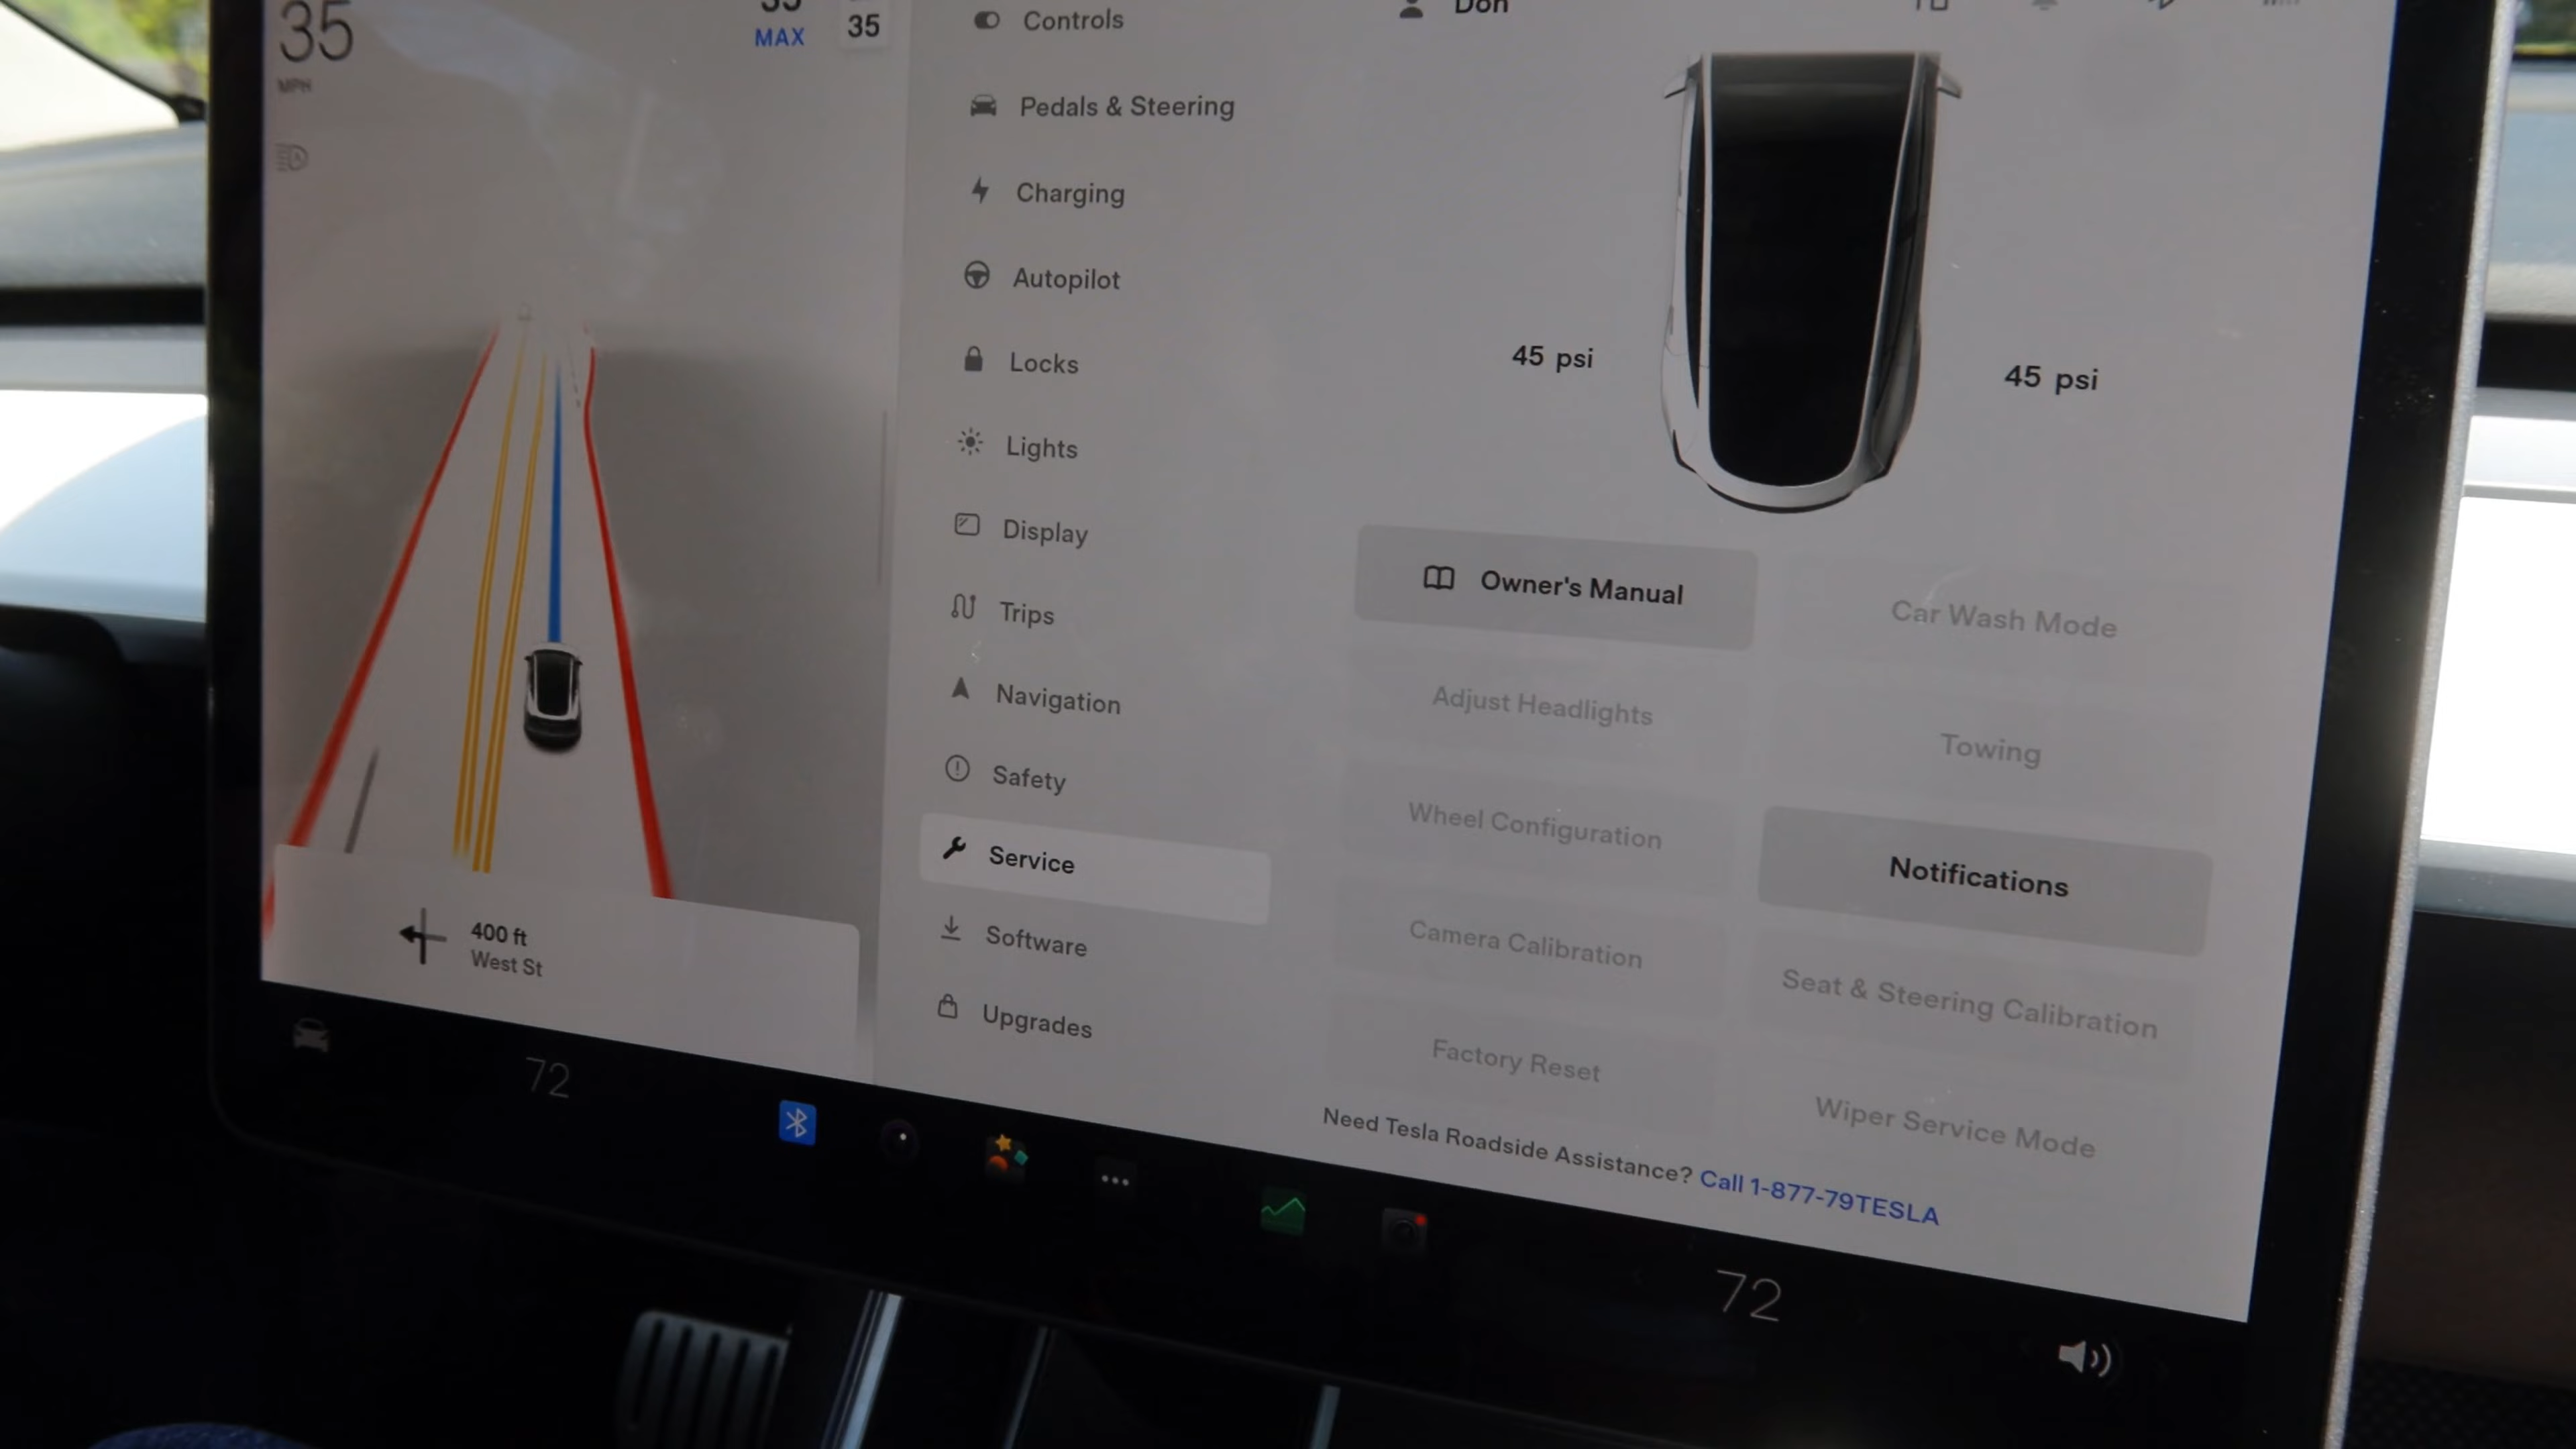 35
MPH
MAX
35
Controls
Pedals & Steering
Charging
Autopilot
Locks
Lights
Display
Trips
Navigation
Safety
Service
Software
Upgrades
400 ft
West St
Don
45 psi
45 psi
Owner's Manual
Car Wash Mode
Adjust Headlights
Towing
Wheel Configuration
Notifications
Camera Calibration
Seat & Steering Calibration
Factory Reset
Wiper Service Mode
Need Tesla Roadside Assistance? Call 1-877-79TESLA
72
72